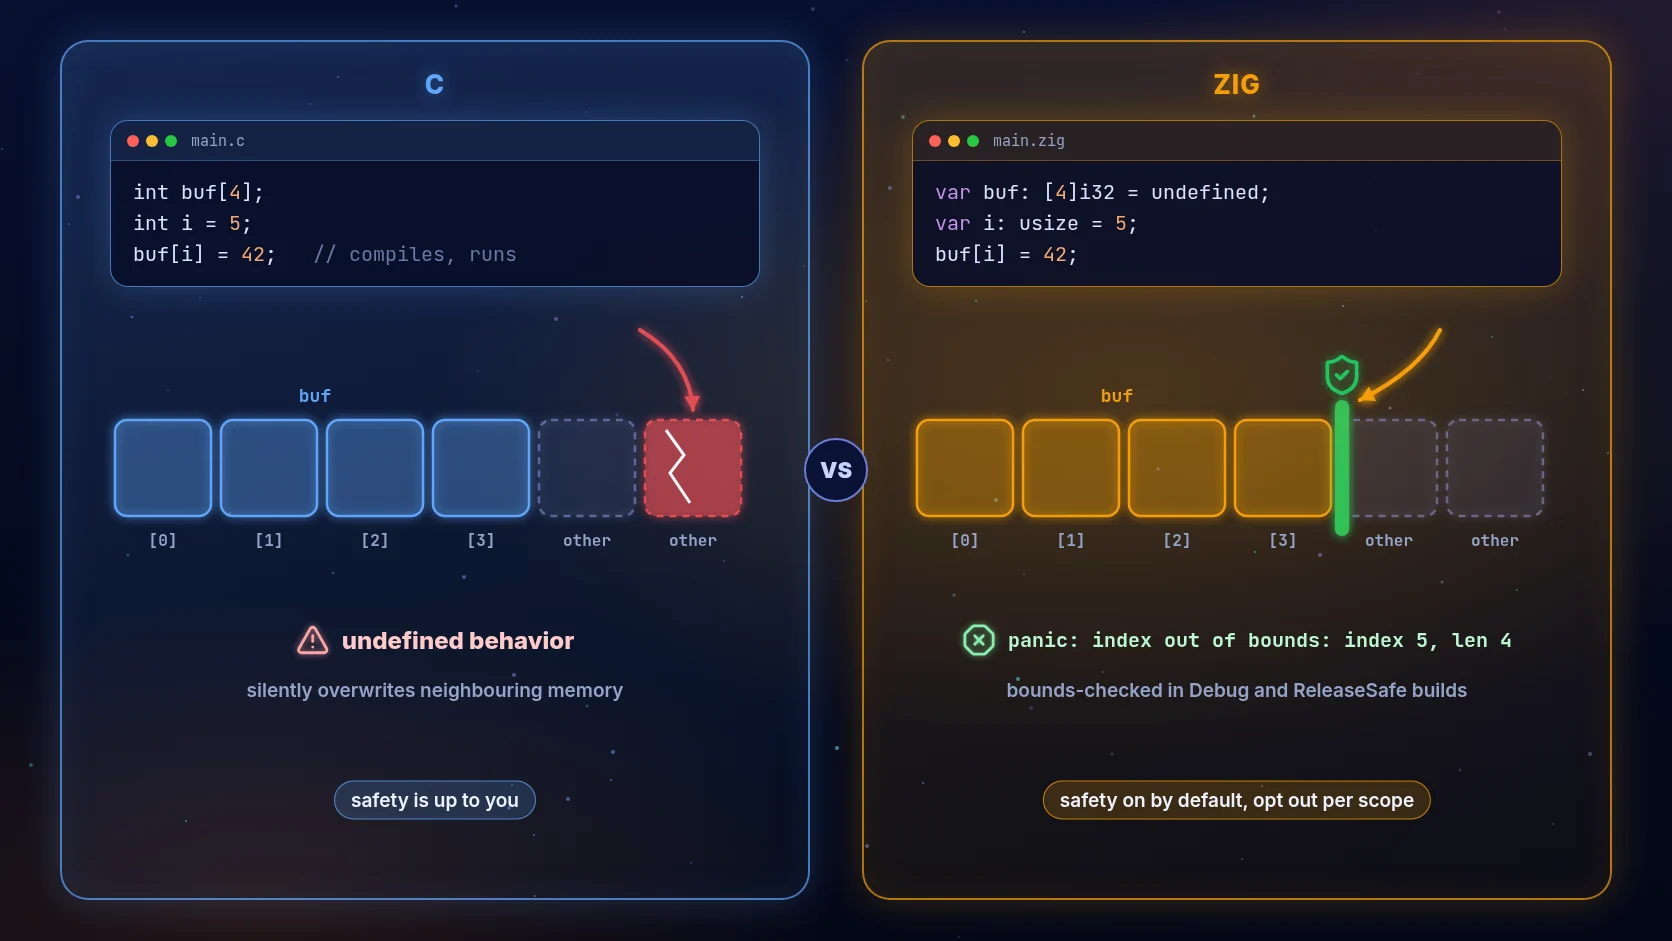 C
main.c
int buf[4];
int i = 5;
buf[i] = 42;   // compiles, runs
buf
[0] [1] [2] [3] other other
undefined behavior
silently overwrites neighbouring memory
safety is up to you
VS
ZIG
main.zig
var buf: [4]i32 = undefined;
var i: usize = 5;
buf[i] = 42;
buf
[0] [1] [2] [3] other other
panic: index out of bounds: index 5, len 4
bounds-checked in Debug and ReleaseSafe builds
safety on by default, opt out per scope